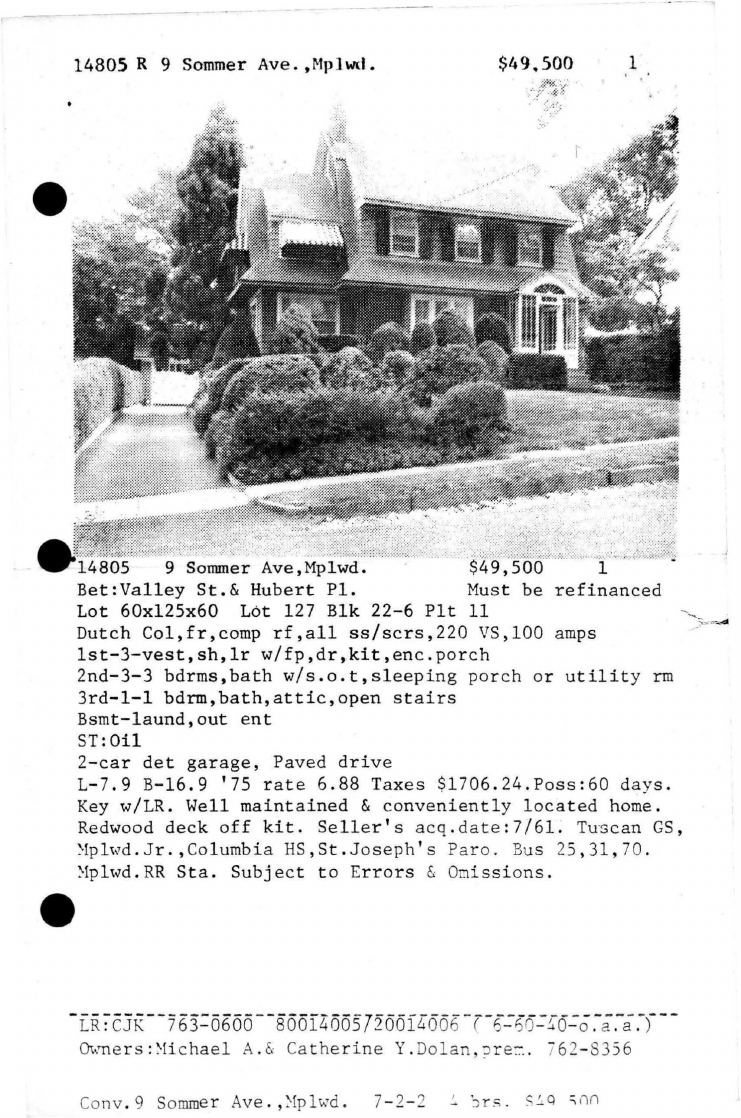 14805 R 9 Sommer Ave.,Mplwd. $49,500 1
14805 9 Sommer Ave,Mplwd. $49,500 1
Bet:Valley St.& Hubert Pl. Must be refinanced
Lot 60x125x60 Lot 127 Blk 22-6 Plt 11
Dutch Col,fr,comp rf,all ss/scrs,220 VS,100 amps
1st-3-vest,sh,lr w/fp,dr,kit,enc.porch
2nd-3-3 bdrms,bath w/s.o.t,sleeping porch or utility rm
3rd-1-1 bdrm,bath,attic,open stairs
Bsmt-laund,out ent
ST:Oil
2-car det garage, Paved drive
L-7.9 B-16.9 '75 rate 6.88 Taxes $1706.24.Poss:60 days.
Key w/LR. Well maintained & conveniently located home.
Redwood deck off kit. Seller's acq.date:7/61. Tuscan GS,
Mplwd.Jr.,Columbia HS,St.Joseph's Paro. Bus 25,31,70.
Mplwd.RR Sta. Subject to Errors & Omissions.
LR:CJK 763-0600 80014005/20014006 ( 6-60-40-o.a.a.)
Owners:Michael A.& Catherine Y.Dolan,prem. 762-8356
Conv.9 Sommer Ave.,Mplwd. 7-2-2 4 brs. $49,500